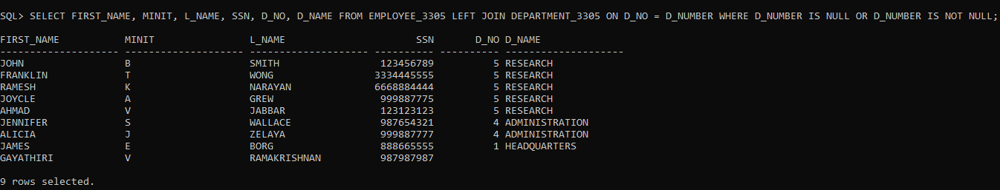 SQL> SELECT FIRST_NAME, MINIT, L_NAME, SSN, D_NO, D_NAME FROM EMPLOYEE_3305 LEFT JOIN DEPARTMENT_3305 ON D_NO = D_NUMBER WHERE D_NUMBER IS NULL OR D_NUMBER IS NOT NULL;
FIRST_NAME           MINIT                L_NAME                      SSN       D_NO D_NAME
-------------------- -------------------- -------------------- ---------- ---------- --------------------
JOHN                 B                    SMITH                 123456789          5 RESEARCH
FRANKLIN             T                    WONG                 3334445555          5 RESEARCH
RAMESH               K                    NARAYAN              6668884444          5 RESEARCH
JOYCLE               A                    GREW                  999887775          5 RESEARCH
AHMAD                V                    JABBAR                123123123          5 RESEARCH
JENNIFER             S                    WALLACE               987654321          4 ADMINISTRATION
ALICIA               J                    ZELAYA                999887777          4 ADMINISTRATION
JAMES                E                    BORG                  888665555          1 HEADQUARTERS
GAYATHIRI            V                    RAMAKRISHNAN          987987987
9 rows selected.